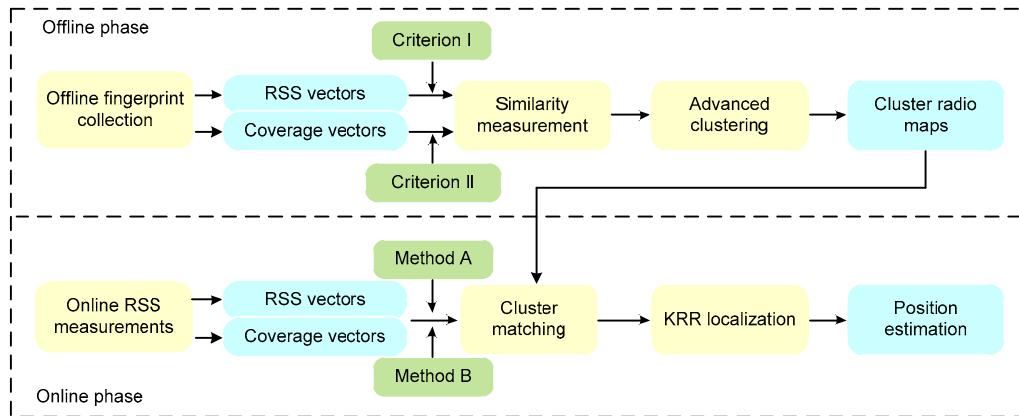 Offline phase
Criterion I
Offline fingerprint
collection
RSS vectors
Coverage vectors
Similarity
measurement
Advanced
clustering
Cluster radio
maps
Criterion II
Method A
Online RSS
measurements
RSS vectors
Coverage vectors
Cluster
matching
KRR localization
Position
estimation
Method B
Online phase